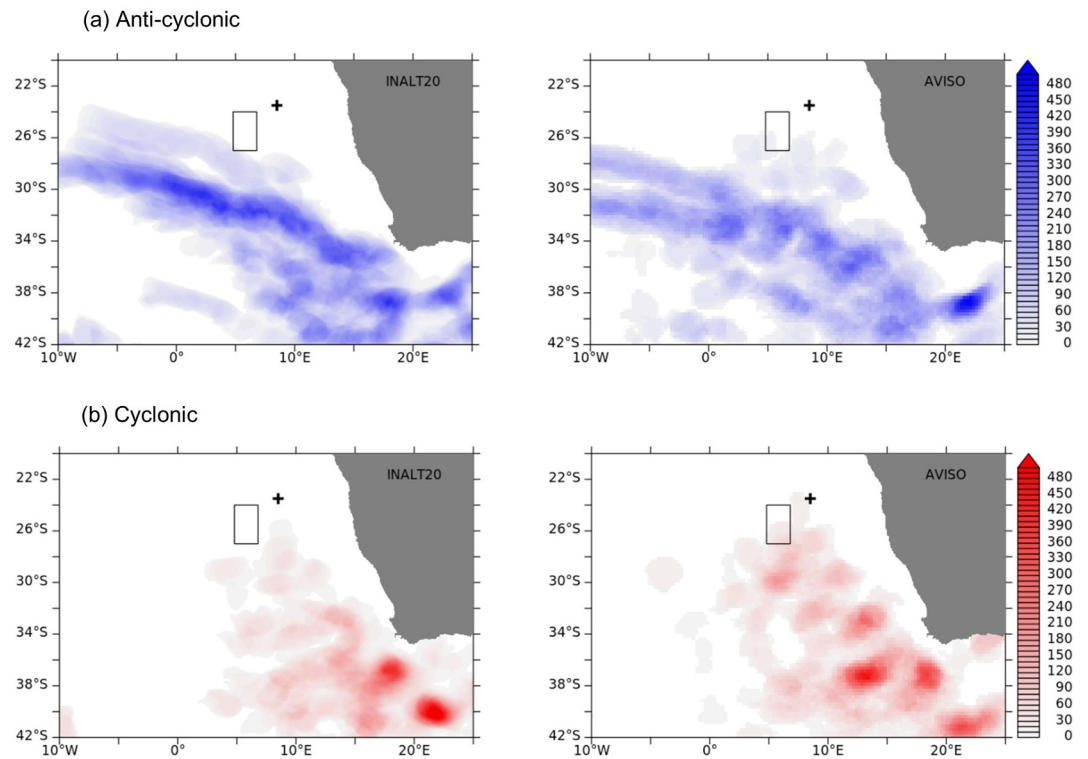 (a) Anti-cyclonic
INALT20
22°S
26°S
30°S
34°S
38°S
42°S
10°W 0° 10°E 20°E
AVISO
22°S
26°S
30°S
34°S
38°S
42°S
10°W 0° 10°E 20°E
480
450
420
390
360
330
300
270
240
210
180
150
120
90
60
30
0
(b) Cyclonic
INALT20
22°S
26°S
30°S
34°S
38°S
42°S
10°W 0° 10°E 20°E
AVISO
22°S
26°S
30°S
34°S
38°S
42°S
10°W 0° 10°E 20°E
480
450
420
390
360
330
300
270
240
210
180
150
120
90
60
30
0